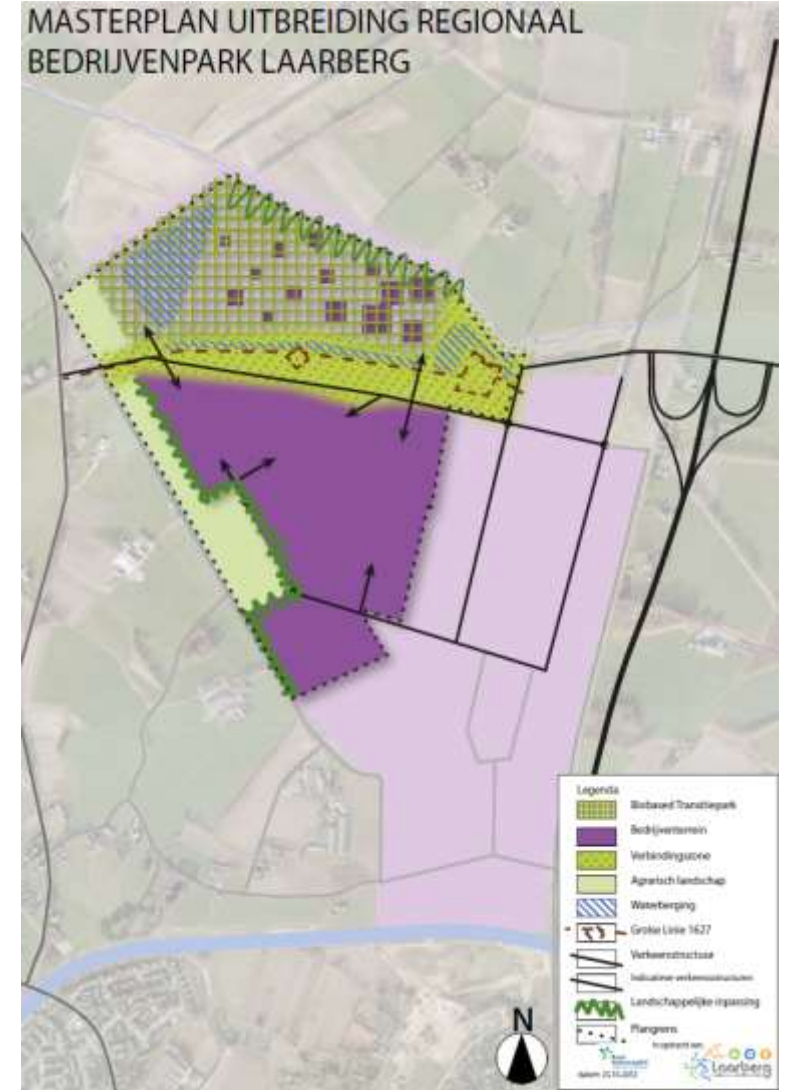 MASTERPLAN UITBREIDING REGIONAAL
BEDRIJVENPARK LAARBERG
Legenda
Biobased Transitiepark
Bedrijventerrein
Verbindingszone
Agrarisch landschap
Waterberging
Grolse Linie 1627
Verkeersstructuur
Indicatieve verkeersstructuren
Landschappelijke inpassing
Plangrens
N
Laarberg